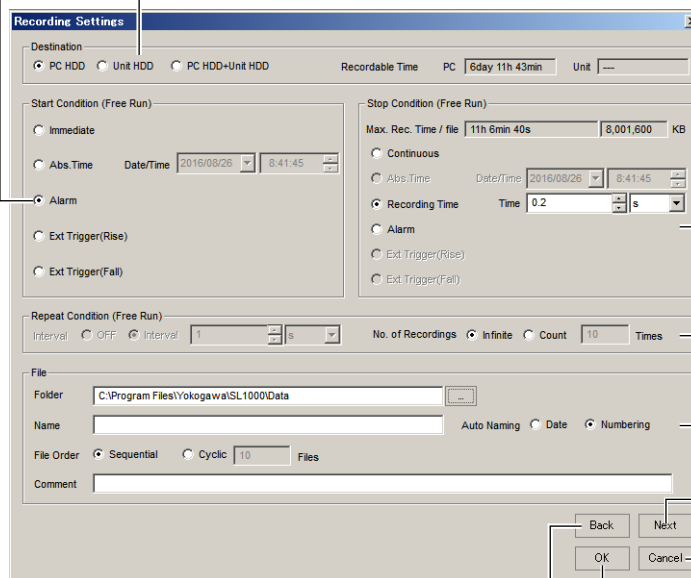 Recording Settings
Destination
PC HDD Unit HDD PC HDD+Unit HDD Recordable Time PC 6day 11h 43min Unit ---
Start Condition (Free Run)
Immediate
Abs.Time Date/Time 2016/08/26 8:41:45
Alarm
Ext Trigger(Rise)
Ext Trigger(Fall)
Stop Condition (Free Run)
Max. Rec. Time / file 11h 6min 40s 8,001,600 KB
Continuous
Abs.Time Date/Time 2016/08/26 8:41:45
Recording Time Time 0.2 s
Alarm
Ext Trigger(Rise)
Ext Trigger(Fall)
Repeat Condition (Free Run)
Interval OFF Interval 1 s No. of Recordings Infinite Count 10 Times
File
Folder C:\Program Files\Yokogawa\SL1000\Data ...
Name Auto Naming Date Numbering
File Order Sequential Cyclic 10 Files
Comment
Back Next
OK Cancel